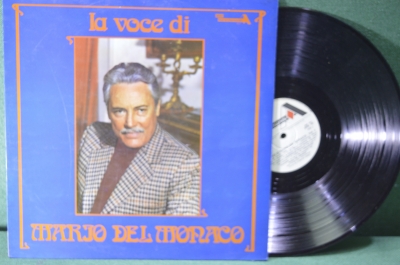 la voce di
MARIO DEL MONACO